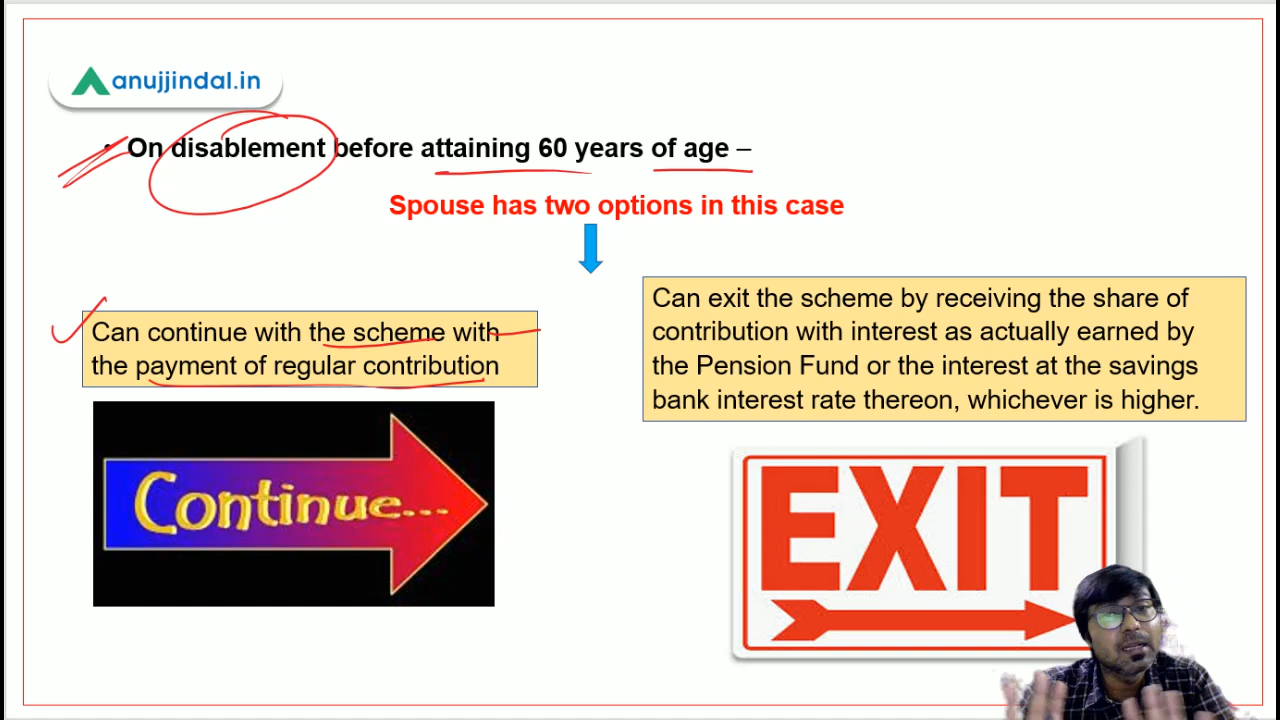 anujjindal.in
• On disablement before attaining 60 years of age –
Spouse has two options in this case
Can continue with the scheme with
the payment of regular contribution
Can exit the scheme by receiving the share of
contribution with interest as actually earned by
the Pension Fund or the interest at the savings
bank interest rate thereon, whichever is higher.
Continue...
EXIT